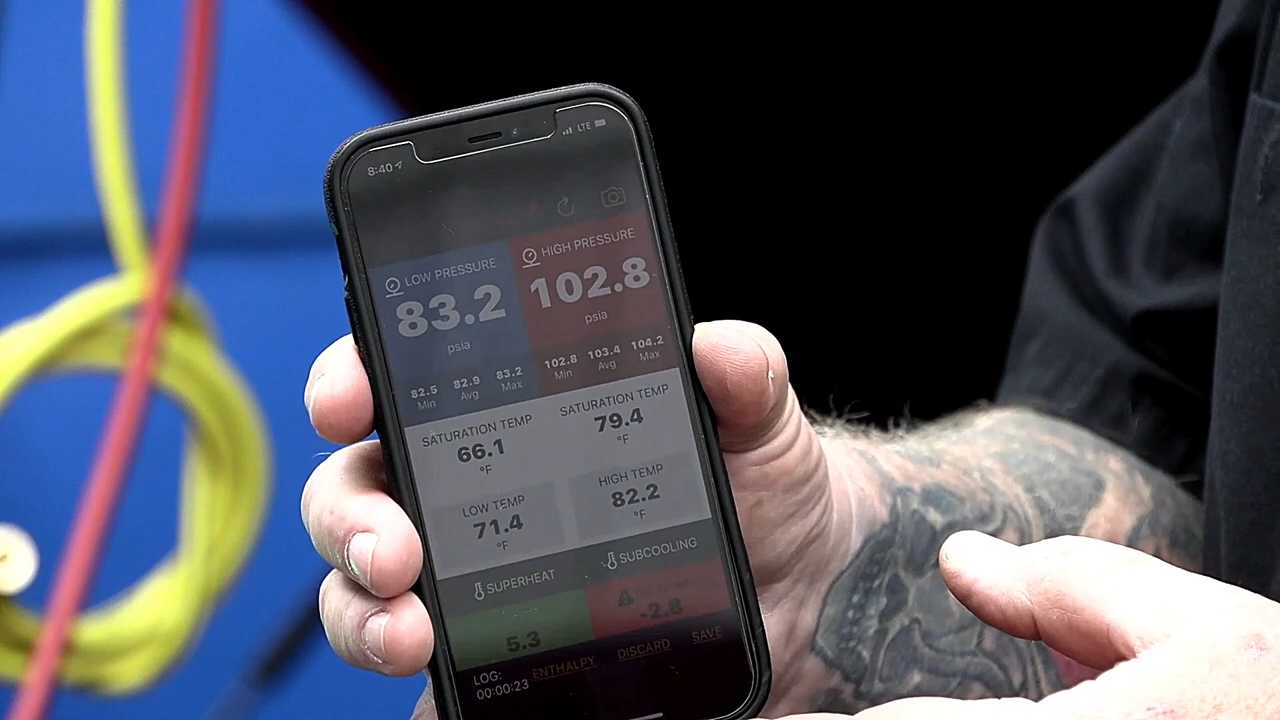 8:40 LTE
LOW PRESSURE HIGH PRESSURE
83.2 102.8
psia psia
82.5 82.9 83.2 102.8 103.4 104.2
Min Avg Max Min Avg Max
SATURATION TEMP SATURATION TEMP
66.1 79.4
°F °F
LOW TEMP HIGH TEMP
71.4 82.2
°F °F
SUPERHEAT SUBCOOLING
5.3 -2.8
LOG: ENTHALPY DISCARD SAVE
00:00:23